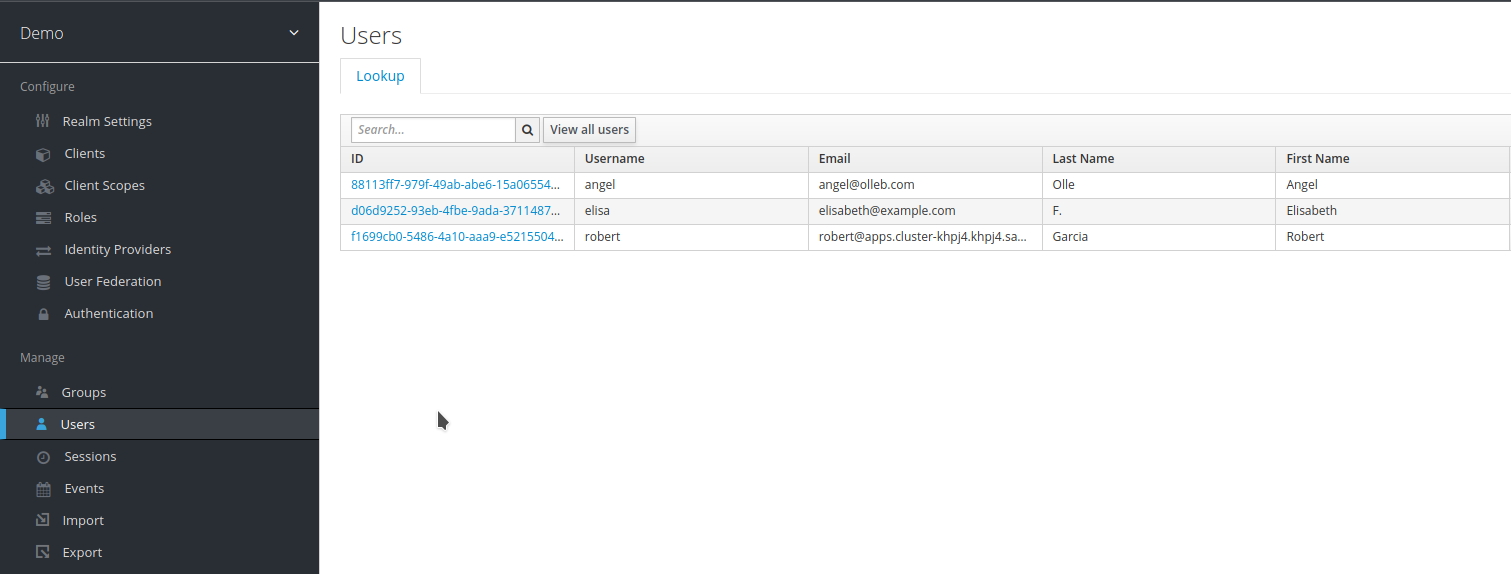 Demo
Configure
Realm Settings
Clients
Client Scopes
Roles
Identity Providers
User Federation
Authentication
Manage
Groups
Users
Sessions
Events
Import
Export
Users
Lookup
Search... View all users
ID Username Email Last Name First Name
88113ff7-979f-49ab-abe6-15a06554... angel angel@olleb.com Olle Angel
d06d9252-93eb-4fbe-9ada-3711487... elisa elisabeth@example.com F. Elisabeth
f1699cb0-5486-4a10-aaa9-e5215504... robert robert@apps.cluster-khpj4.khpj4.sa... Garcia Robert